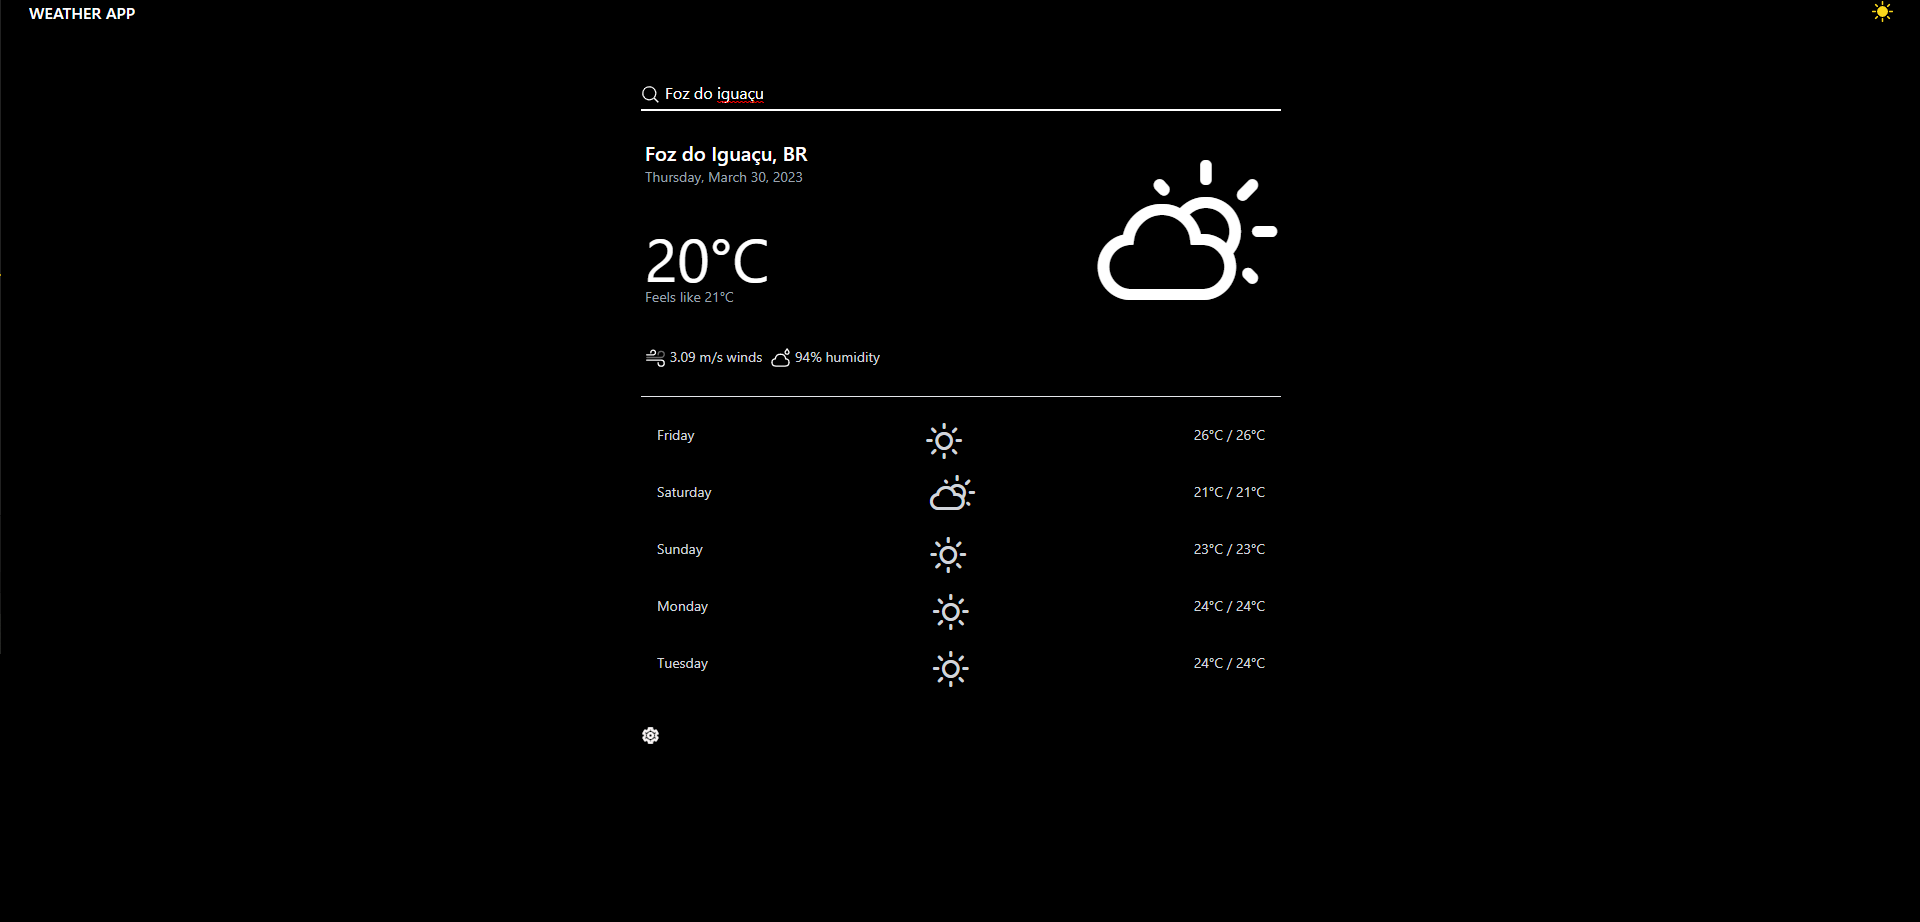 WEATHER APP
Foz do iguaçu
Foz do Iguaçu, BR
Thursday, March 30, 2023
20°C
Feels like 21°C
3.09 m/s winds 94% humidity
Friday 26°C / 26°C
Saturday 21°C / 21°C
Sunday 23°C / 23°C
Monday 24°C / 24°C
Tuesday 24°C / 24°C